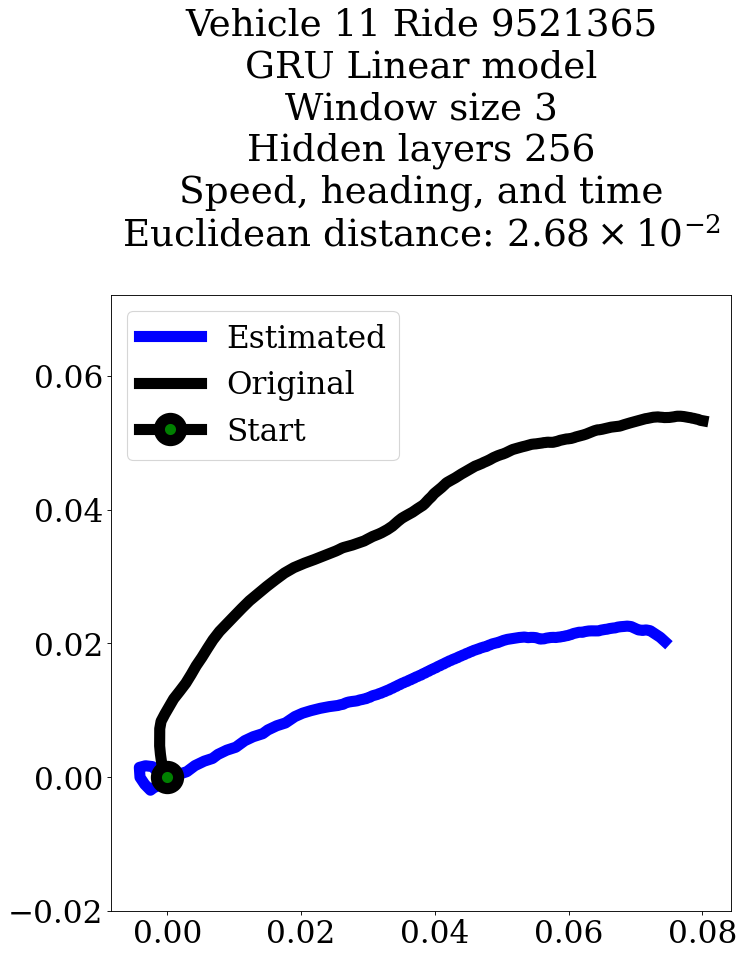 Vehicle 11 Ride 9521365
GRU Linear model
Window size 3
Hidden layers 256
Speed, heading, and time
Euclidean distance: 2.68 × 10⁻²
Estimated
Original
Start
0.06
0.04
0.02
0.00
−0.02
0.00 0.02 0.04 0.06 0.08